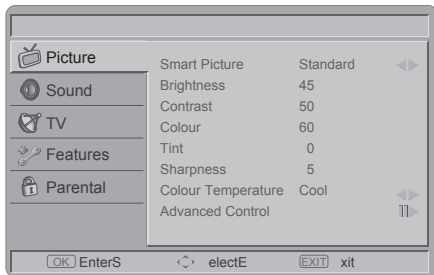 Picture
Sound
TV
Features
Parental
Smart Picture Standard
Brightness 45
Contrast 50
Colour 60
Tint 0
Sharpness 5
Colour Temperature Cool
Advanced Control
OK EnterS electE EXIT xit